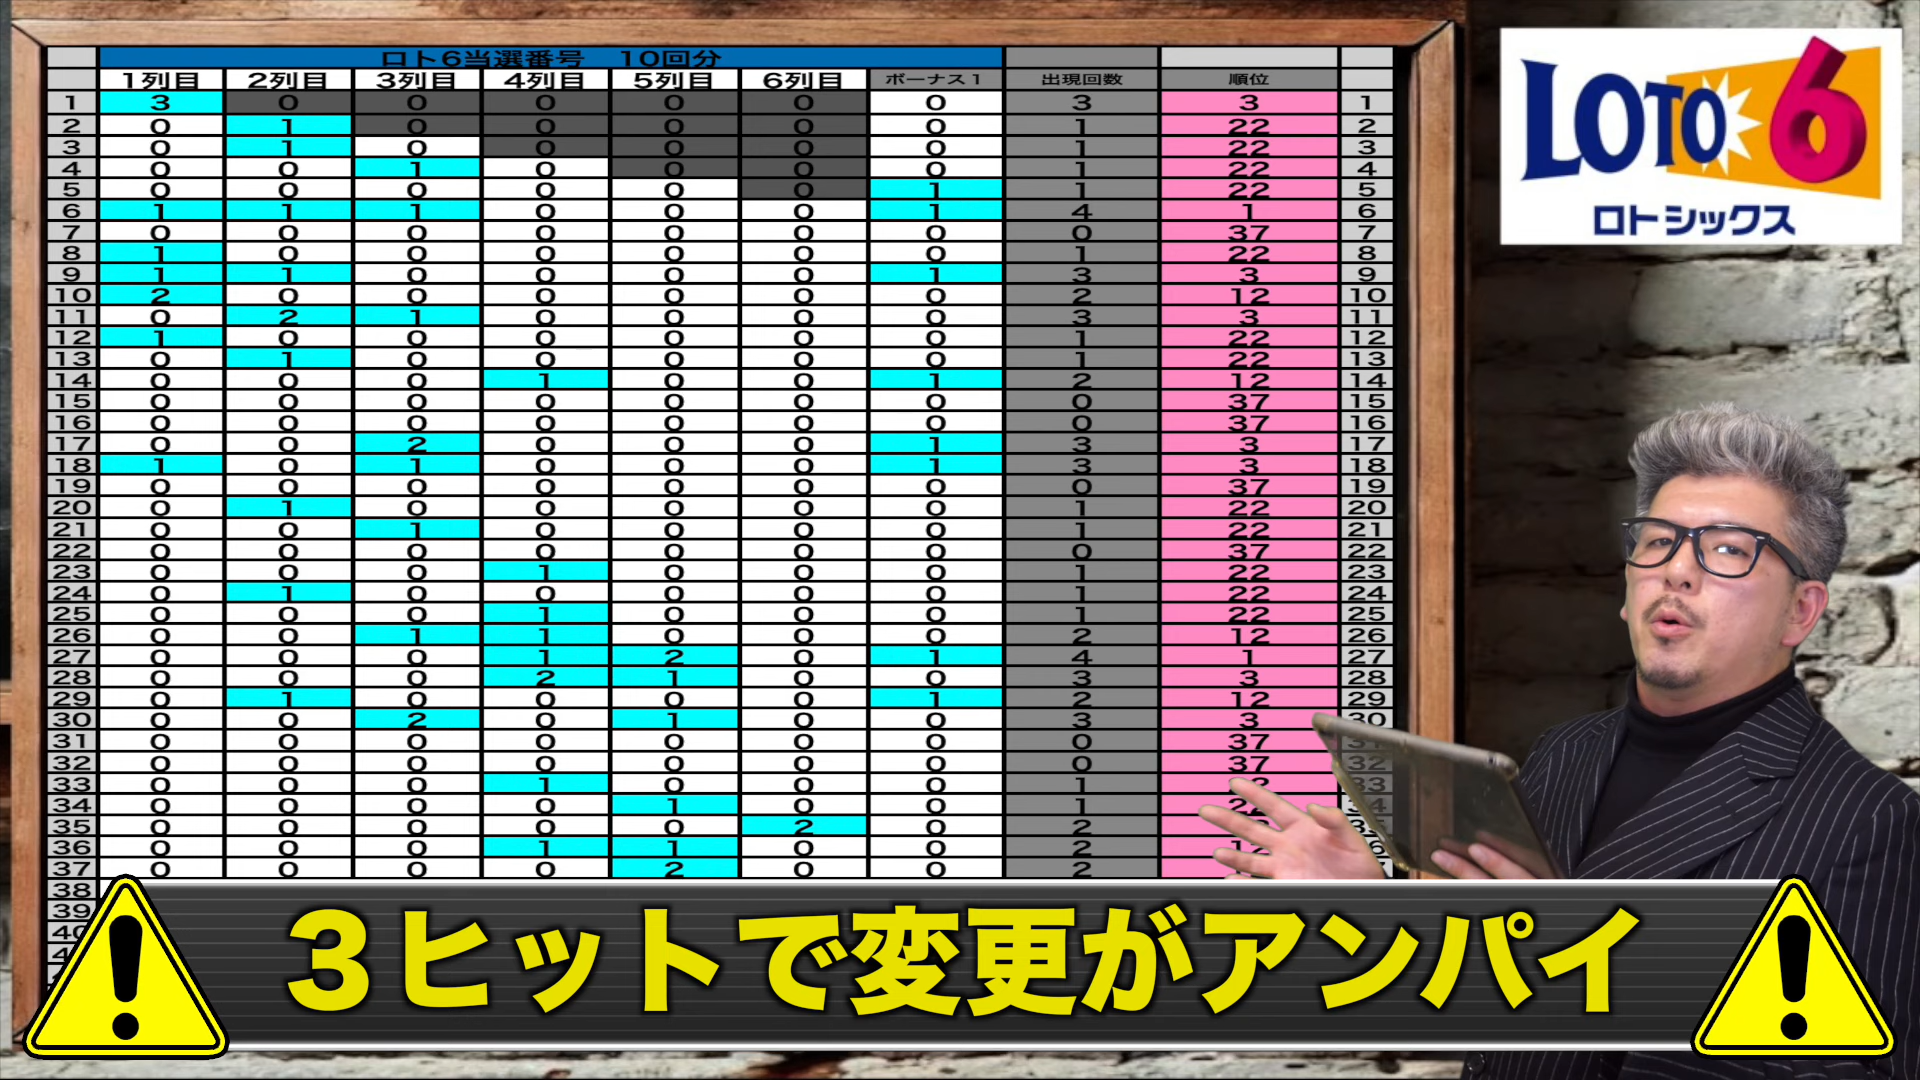 ロト6当選番号 10回分
1列目 2列目 3列目 4列目 5列目 6列目 ボーナス1 出現回数 順位
1 3 0 0 0 0 0 0 3 3 1
2 0 1 0 0 0 0 0 1 22 2
3 0 1 0 0 0 0 0 1 22 3
4 0 0 1 0 0 0 0 1 22 4
5 0 0 0 0 0 0 1 1 22 5
6 1 1 1 0 0 0 1 4 1 6
7 0 0 0 0 0 0 0 0 37 7
8 1 0 0 0 0 0 0 1 22 8
9 1 1 0 0 0 0 1 3 3 9
10 2 0 0 0 0 0 0 2 12 10
11 0 2 1 0 0 0 0 3 3 11
12 1 0 0 0 0 0 0 1 22 12
13 0 1 0 0 0 0 0 1 22 13
14 0 0 0 1 0 0 1 2 12 14
15 0 0 0 0 0 0 0 0 37 15
16 0 0 0 0 0 0 0 0 37 16
17 0 0 2 0 0 0 1 3 3 17
18 1 0 1 0 0 0 1 3 3 18
19 0 0 0 0 0 0 0 0 37 19
20 0 1 0 0 0 0 0 1 22 20
21 0 0 1 0 0 0 0 1 22 21
22 0 0 0 0 0 0 0 0 37 22
23 0 0 0 1 0 0 0 1 22 23
24 0 1 0 0 0 0 0 1 22 24
25 0 0 0 1 0 0 0 1 22 25
26 0 0 1 1 0 0 0 2 12 26
27 0 0 0 1 2 0 1 4 1 27
28 0 0 0 2 1 0 0 3 3 28
29 0 1 0 0 0 0 1 2 12 29
30 0 0 2 0 1 0 0 3 3 30
31 0 0 0 0 0 0 0 0 37
32 0 0 0 0 0 0 0 0 37 32
33 0 0 0 1 0 0 0 1 33
34 0 0 0 0 1 0 0 1
35 0 0 0 0 0 2 0 2
36 0 0 0 1 1 0 0 2
37 0 0 0 0 2 0 0 2
38
39
LOTO 6
ロトシックス
３ヒットで変更がアンパイ